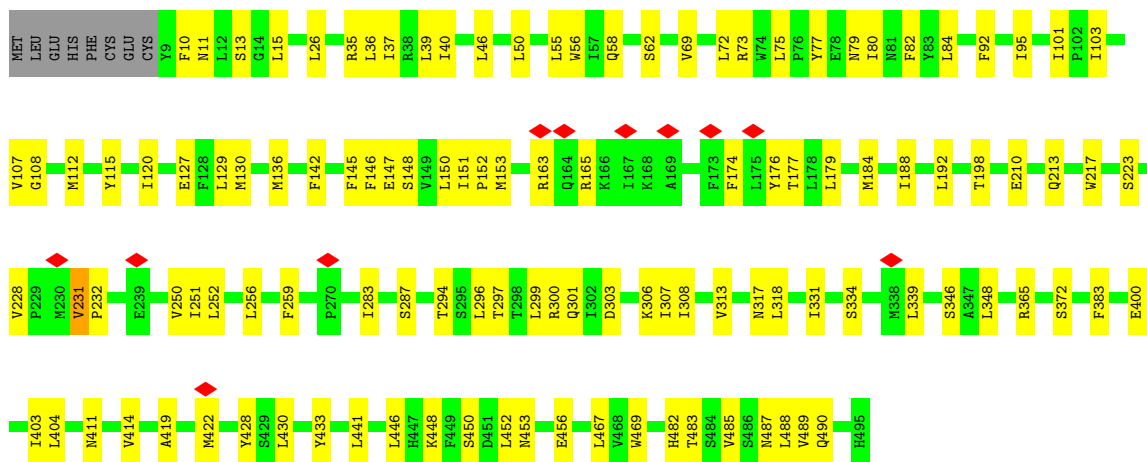 MET LEU GLU HIS PHE CYS GLU CYS Y9 F10 N11 L12 S13 G14 L15 L26 R35 L36 I37 R38 L39 I40 L46 L50 L55 W56 I57 Q58 S62 V69 L72 R73 W74 L75 P76 Y77 E78 N79 I80 N81 F82 Y83 L84 F92 I95 I101 P102 I103
V107 G108 M112 Y115 I120 E127 F128 L129 M130 M136 F142 F145 F146 E147 S148 V149 L150 I151 P152 M153 R163 Q164 R165 K166 I167 K168 A169 F173 F174 L175 Y176 T177 L178 L179 M184 I188 L192 T198 E210 Q213 W217 S223
V228 P229 M230 V231 P232 E239 V250 I251 L252 L256 F259 P270 I283 S287 T294 S295 L296 T297 T298 L299 R300 Q301 I302 D303 K306 I307 I308 V313 N317 L318 I331 S334 M338 L339 S346 A347 L348 R365 S372 F383 E400
I403 L404 N411 V414 A419 M422 Y428 S429 L430 Y433 L441 L446 H447 K448 F449 S450 D451 L452 N453 E456 L467 V468 W469 H482 T483 S484 V485 S486 N487 L488 V489 Q490 H495